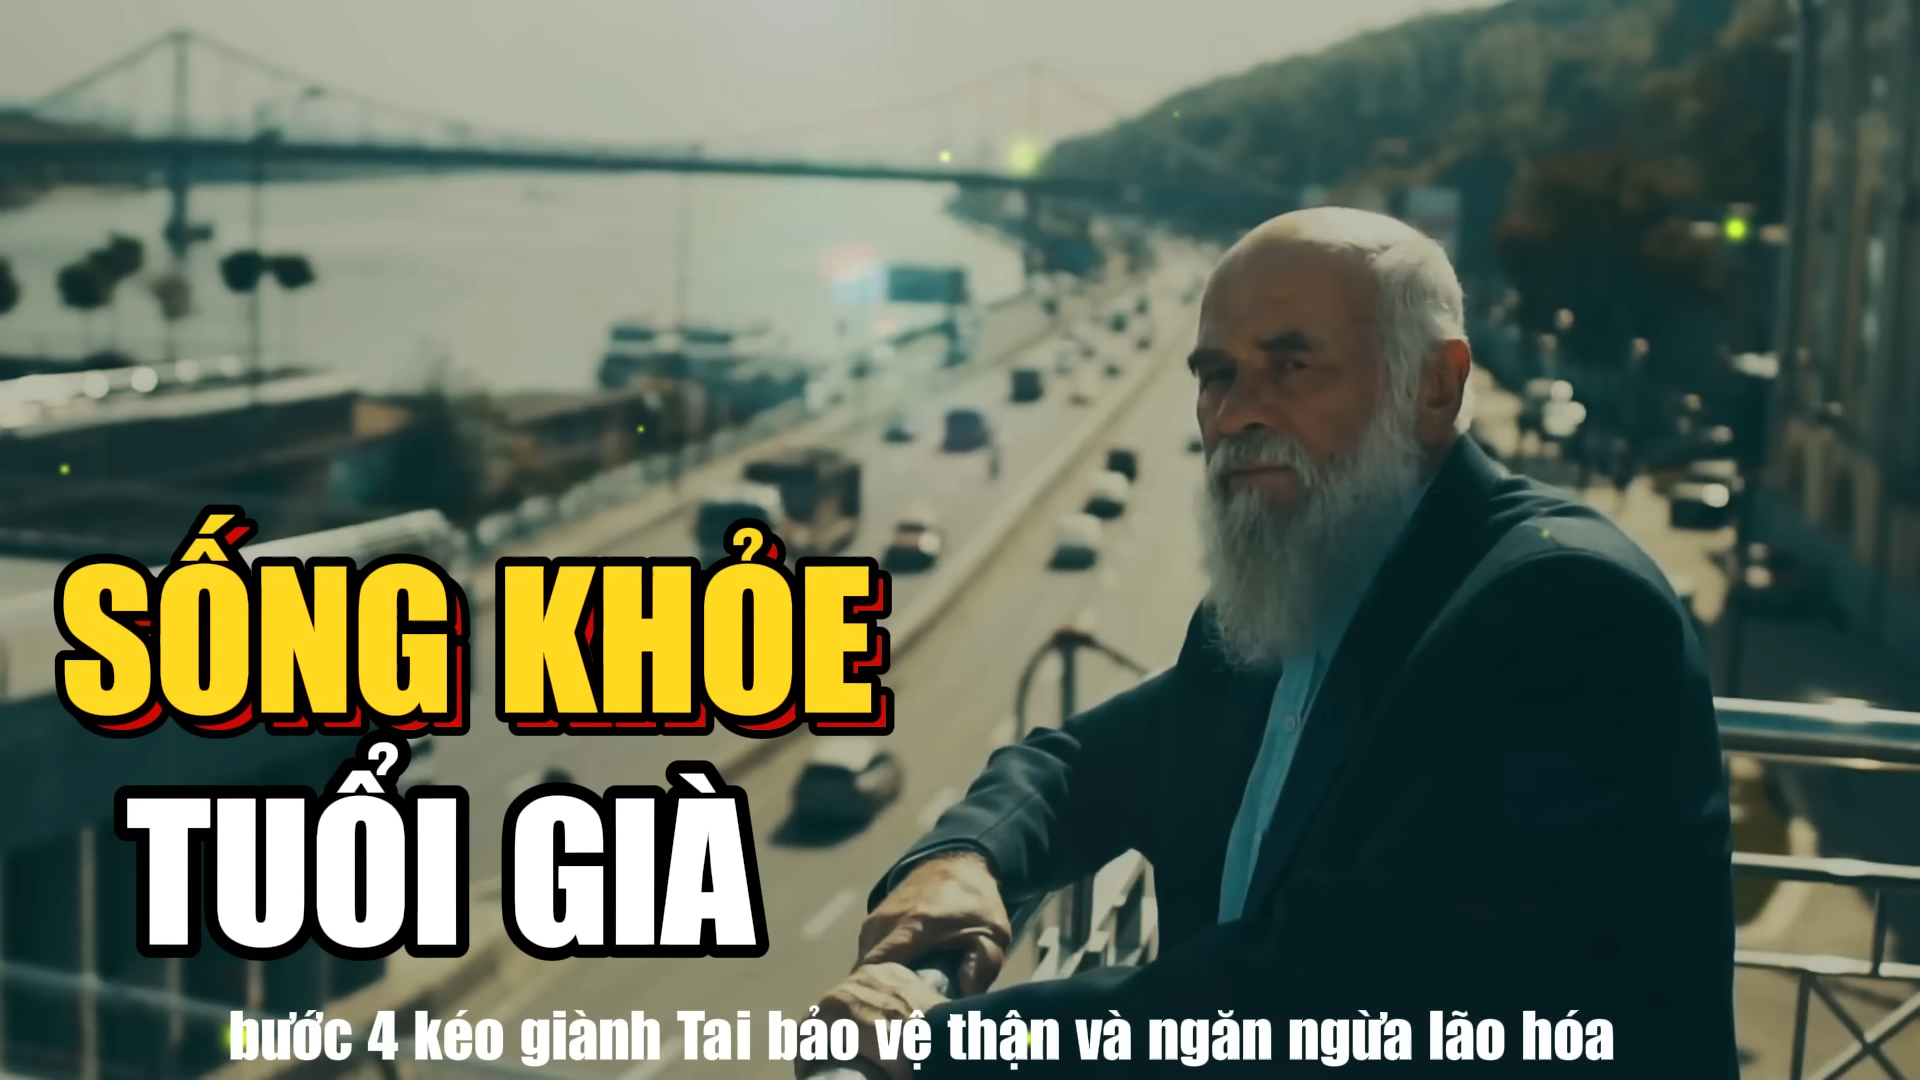 SỐNG KHỎE
TUỔI GIÀ
bước 4 kéo giành Tai bảo vệ thận và ngăn ngừa lão hóa